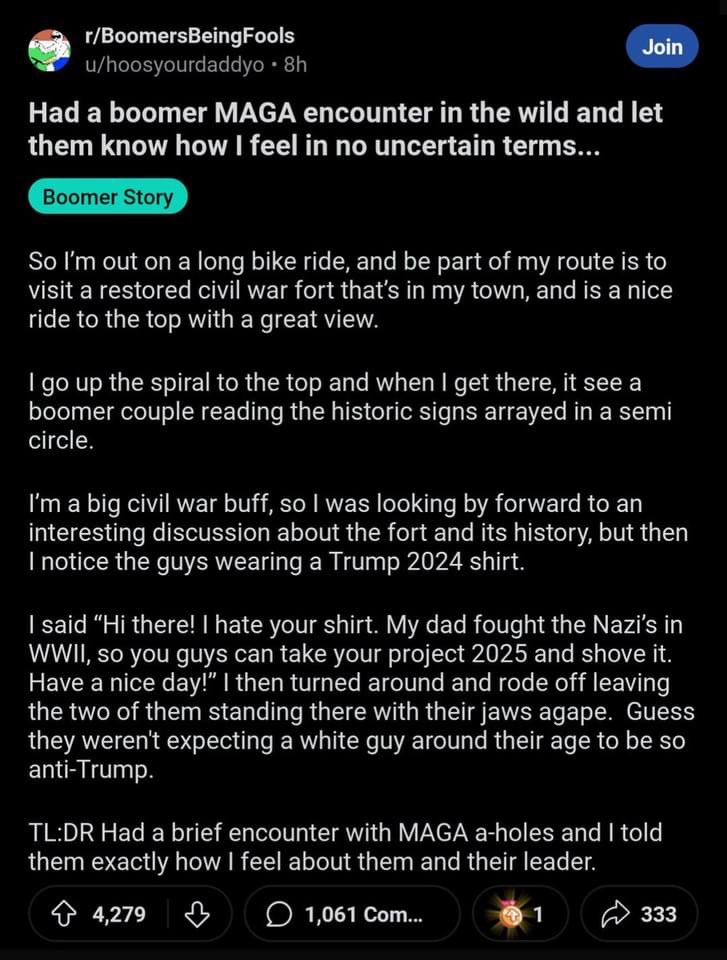 r/BoomersBeingFools
u/hoosyourdaddyo • 8h
Join
Had a boomer MAGA encounter in the wild and let
them know how I feel in no uncertain terms...
Boomer Story
So I'm out on a long bike ride, and be part of my route is to
visit a restored civil war fort that's in my town, and is a nice
ride to the top with a great view.
I go up the spiral to the top and when I get there, it see a
boomer couple reading the historic signs arrayed in a semi
circle.
I'm a big civil war buff, so I was looking by forward to an
interesting discussion about the fort and its history, but then
I notice the guys wearing a Trump 2024 shirt.
I said “Hi there! I hate your shirt. My dad fought the Nazi's in
WWII, so you guys can take your project 2025 and shove it.
Have a nice day!” I then turned around and rode off leaving
the two of them standing there with their jaws agape.  Guess
they weren't expecting a white guy around their age to be so
anti-Trump.
TL:DR Had a brief encounter with MAGA a-holes and I told
them exactly how I feel about them and their leader.
4,279
1,061 Com...
1
333